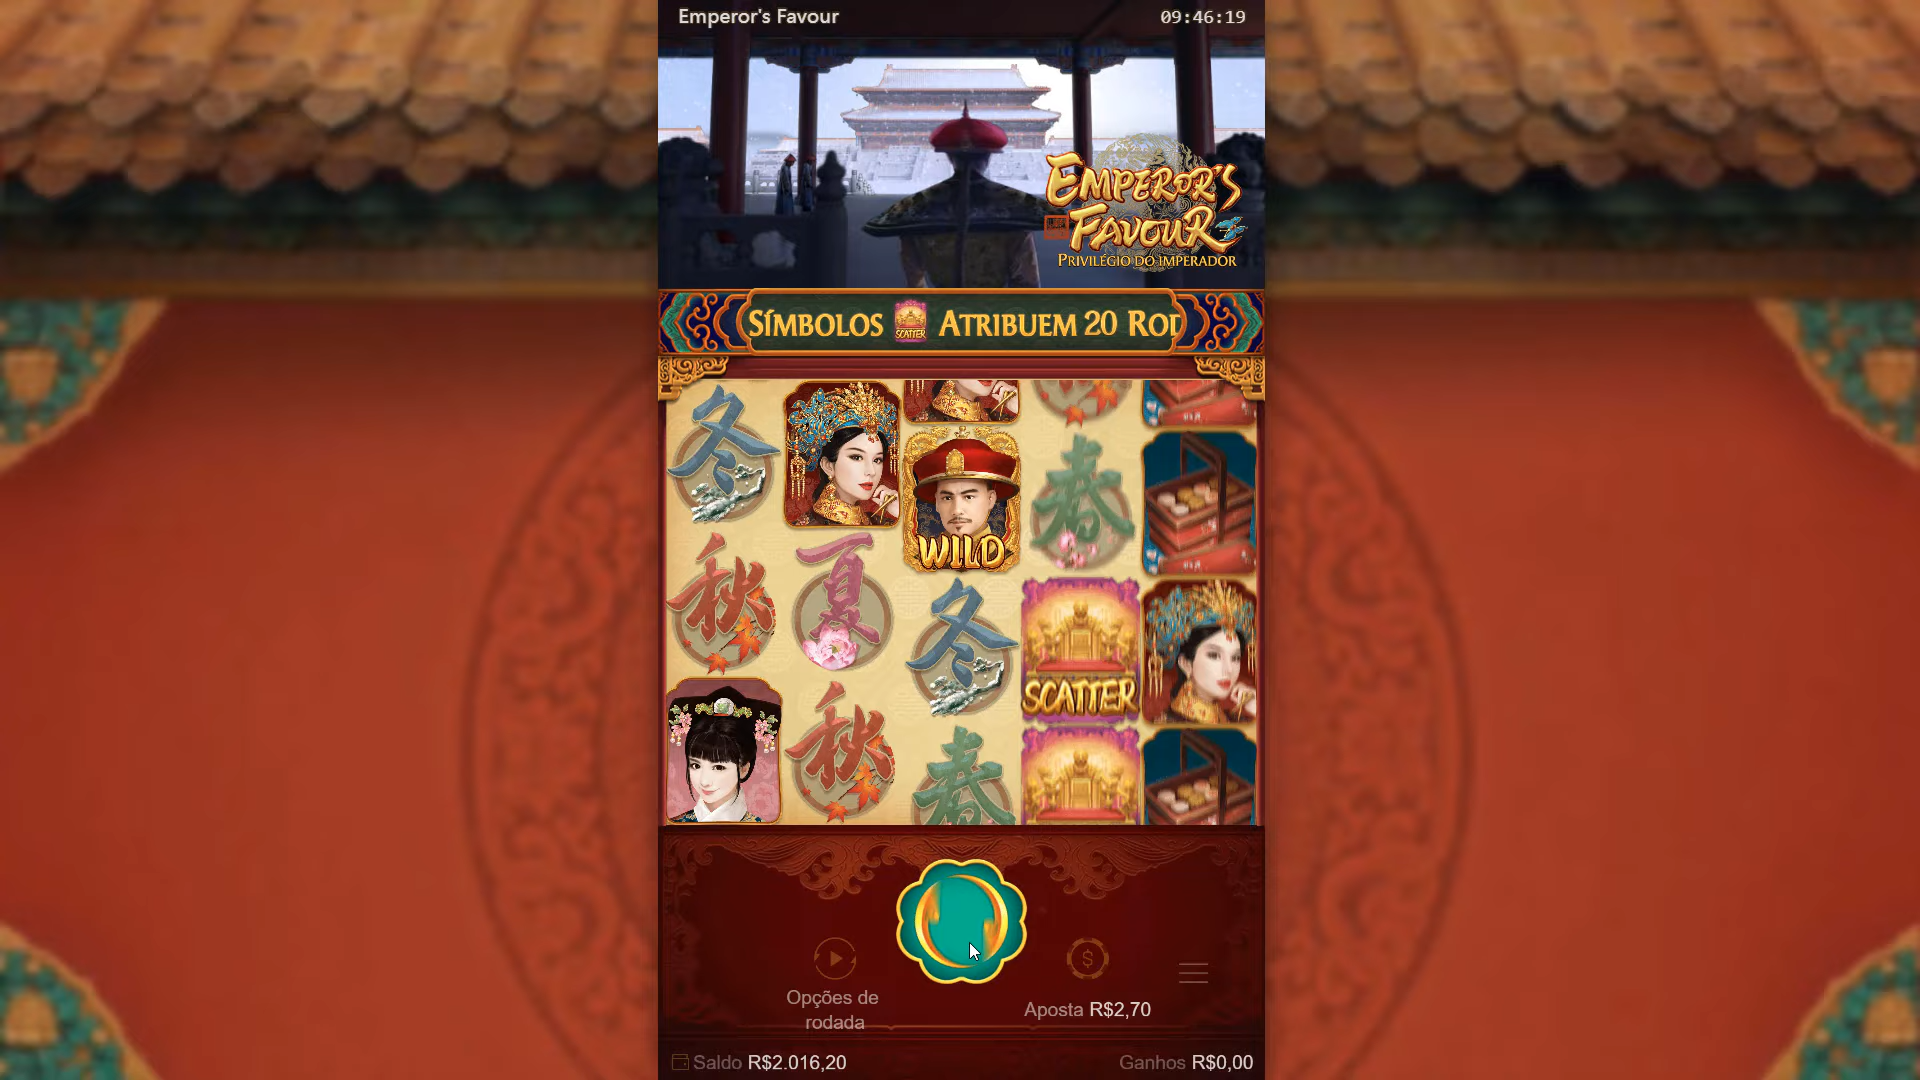 Emperor's Favour
09:46:19
EMPEROR'S
FAVOUR
PRIVILÉGIO DO IMPERADOR
SÍMBOLOS SCATTER ATRIBUEM 20 ROD
冬
WILD
春
秋
夏
冬
SCATTER
秋
春
Opções de
rodada
$
Aposta R$2,70
Saldo R$2.016,20
Ganhos R$0,00